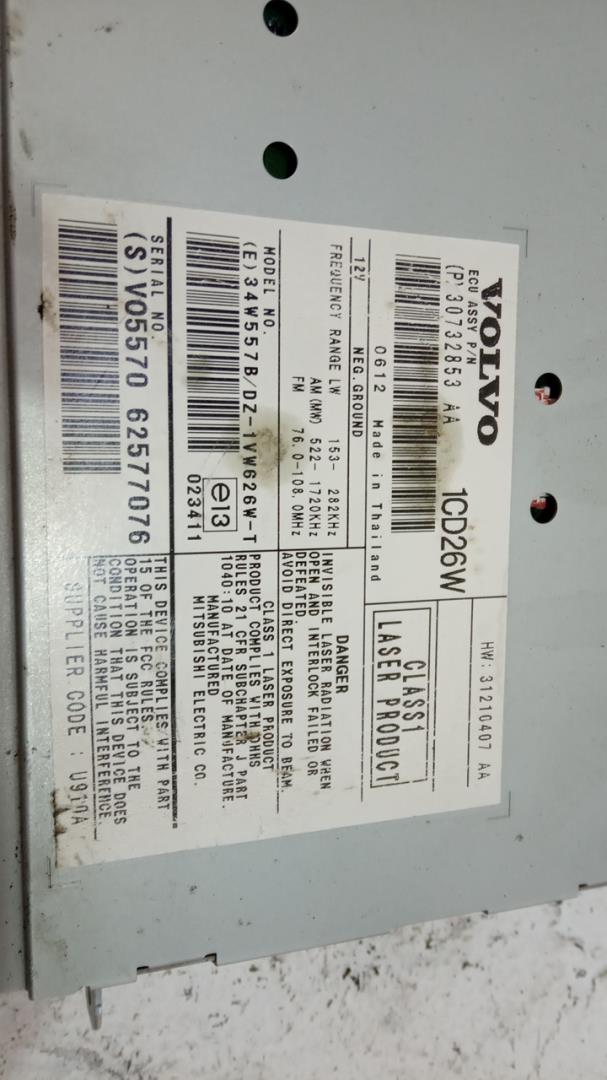 VOLVO
1CD26W
HW: 31210407 AA
ECU ASSY P/N
(P) 30732853 AA
CLASS1
LASER PRODUCT
0612 Made in Thailand
12V NEG.GROUND
FREQUENCY RANGE LW 153- 282KHz
AM (MW) 522- 1720KHz
FM 76.0-108.0MHz
DANGER
INVISIBLE LASER RADIATION WHEN
OPEN AND INTERLOCK FAILED OR
DEFEATED.
AVOID DIRECT EXPOSURE TO BEAM.
MODEL NO.
(E)34W557B/DZ-1VW626W-T
e13
023411
CLASS 1 LASER PRODUCT
PRODUCT COMPLIES WITH DHHS
RULES 21 CFR SUBCHAPTER J PART
1040:10 AT DATE OF MANUFACTURE.
MANUFACTURED
MITSUBISHI ELECTRIC CO.
SERIAL NO
(S)VO5570 62577076
THIS DEVICE COMPLIES WITH PART
15 OF THE FCC RULES.
OPERATION IS SUBJECT TO THE
CONDITION THAT THIS DEVICE DOES
NOT CAUSE HARMFUL INTERFERENCE.
SUPPLIER CODE : U910A